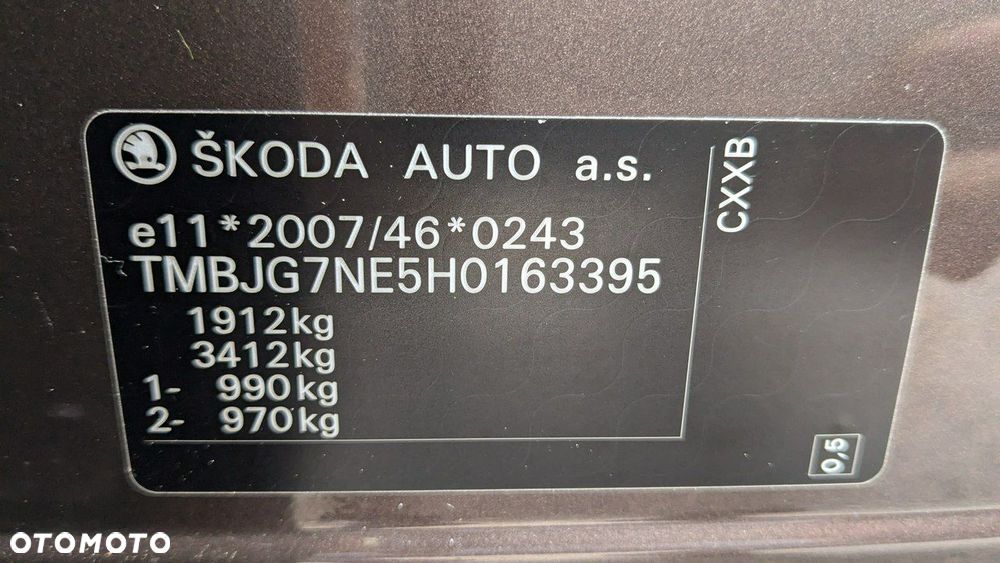 ŠKODA AUTO a.s.
e11*2007/46*0243
TMBJG7NE5H0163395
1912kg
3412kg
1- 990kg
2- 970kg
CXXB
0,5
OTOMOTO